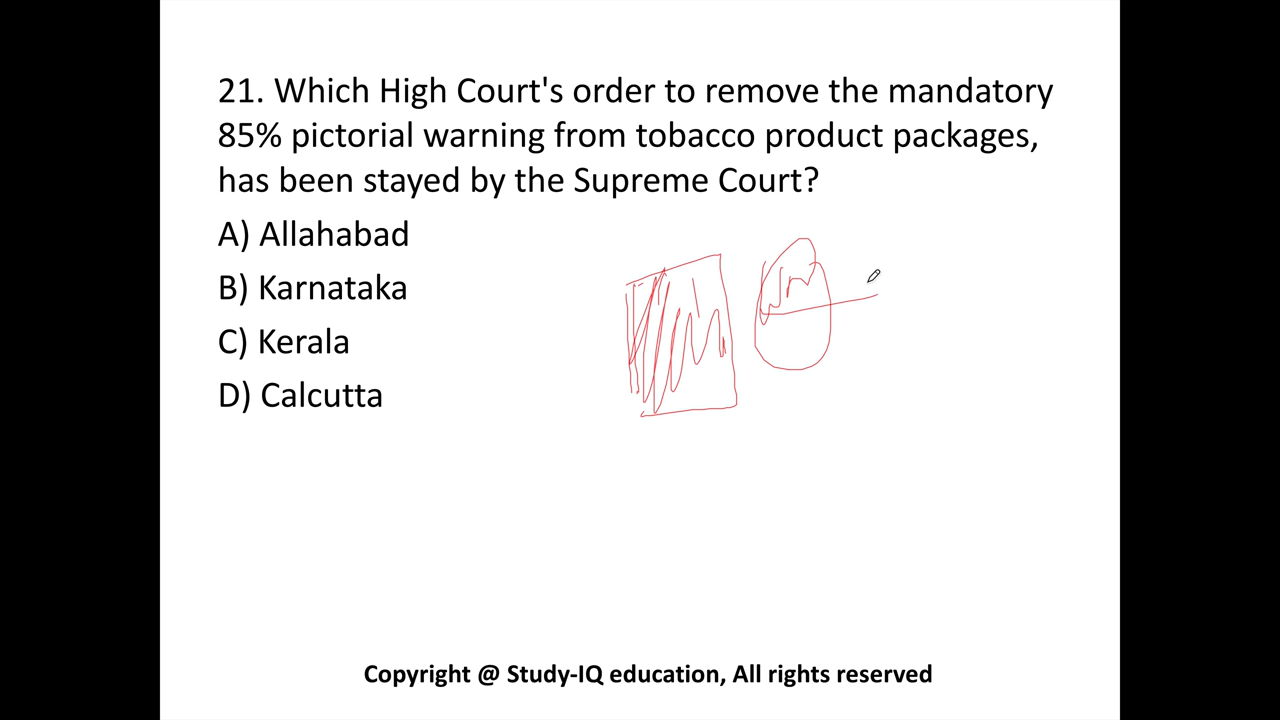 21. Which High Court's order to remove the mandatory
85% pictorial warning from tobacco product packages,
has been stayed by the Supreme Court?
A) Allahabad
B) Karnataka
C) Kerala
D) Calcutta
Copyright @ Study-IQ education, All rights reserved